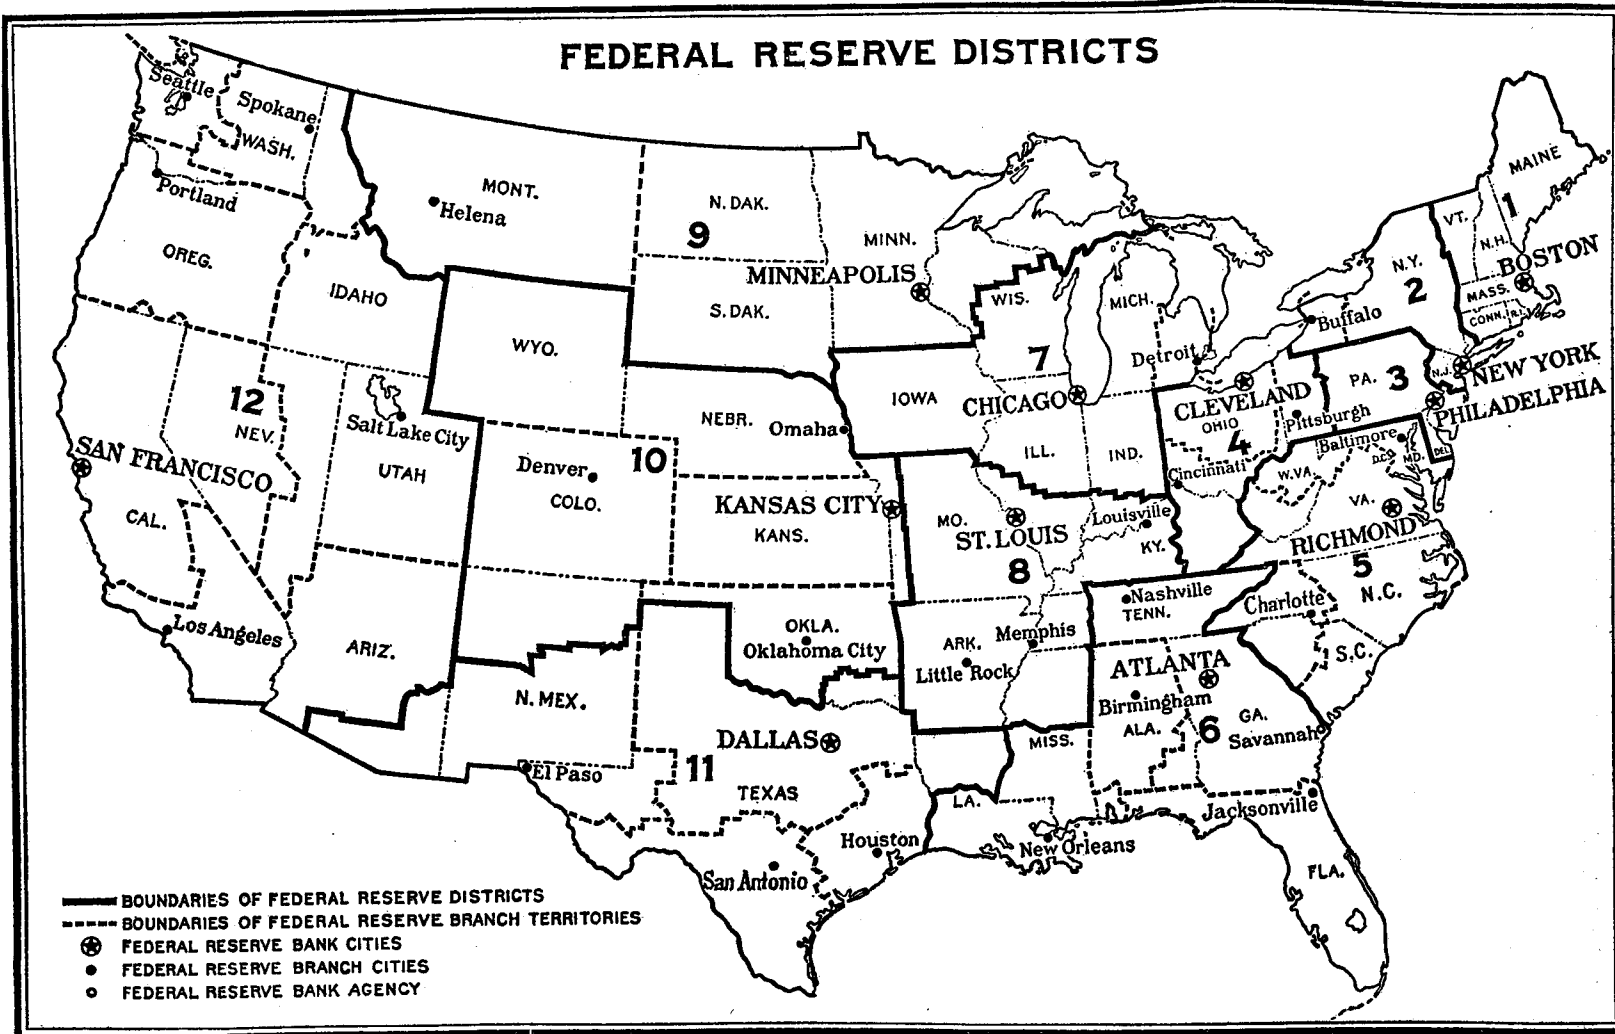 FEDERAL RESERVE DISTRICTS
Seattle
Spokane
WASH.
Portland
OREG.
MONT.
Helena
IDAHO
WYO.
N. DAK.
9
S. DAK.
MINN.
MINNEAPOLIS
WIS.
MICH.
7
Detroit
IOWA
CHICAGO
ILL.
IND.
MAINE
VT.
N.H.
1
BOSTON
MASS.
CONN.
R.I.
N.Y.
2
Buffalo
NEW YORK
N.J.
PA.
3
PHILADELPHIA
CLEVELAND
OHIO
4
Pittsburgh
Cincinnati
Baltimore
D.C.
MD.
DEL.
W.VA.
VA.
RICHMOND
5
N.C.
Charlotte
S.C.
12
NEV.
SAN FRANCISCO
CAL.
Los Angeles
Salt Lake City
UTAH
ARIZ.
NEBR.
Omaha
10
Denver
COLO.
KANSAS CITY
KANS.
OKLA.
Oklahoma City
MO.
ST. LOUIS
8
Louisville
KY.
ARK.
Little Rock
Memphis
Nashville
TENN.
ATLANTA
Birmingham
ALA.
6
GA.
Savannah
Jacksonville
FLA.
N. MEX.
El Paso
DALLAS
11
TEXAS
Houston
San Antonio
MISS.
LA.
New Orleans
BOUNDARIES OF FEDERAL RESERVE DISTRICTS
BOUNDARIES OF FEDERAL RESERVE BRANCH TERRITORIES
FEDERAL RESERVE BANK CITIES
FEDERAL RESERVE BRANCH CITIES
FEDERAL RESERVE BANK AGENCY